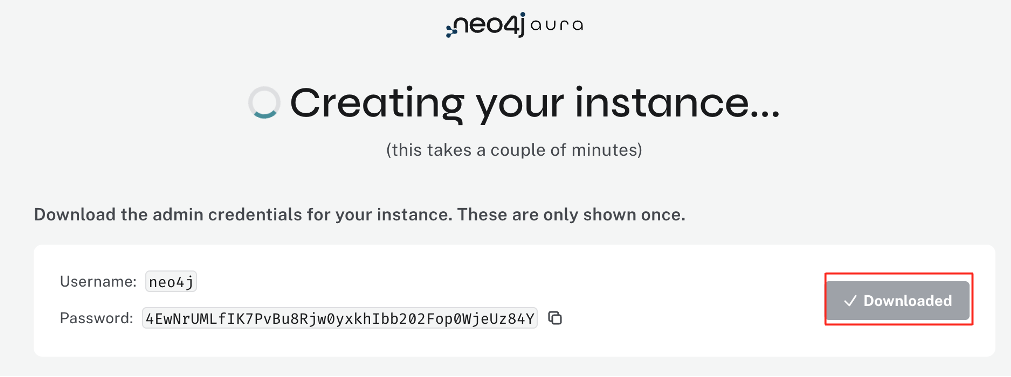 neo4j aura
Creating your instance...
(this takes a couple of minutes)
Download the admin credentials for your instance. These are only shown once.
Username: neo4j
Password: 4EwNrUMLfIK7PvBu8Rjw0yxkhIbb202Fop0WjeUz84Y
Downloaded